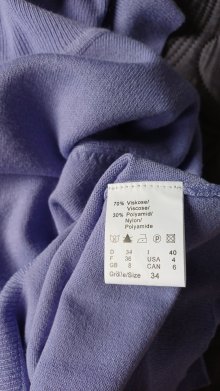 70% Viskose/
Viscose/
30% Polyamid/
Nylon/
Polyamide
D 34 I 40
F 36 USA 4
GB 8 CAN 6
Größe/Size 34